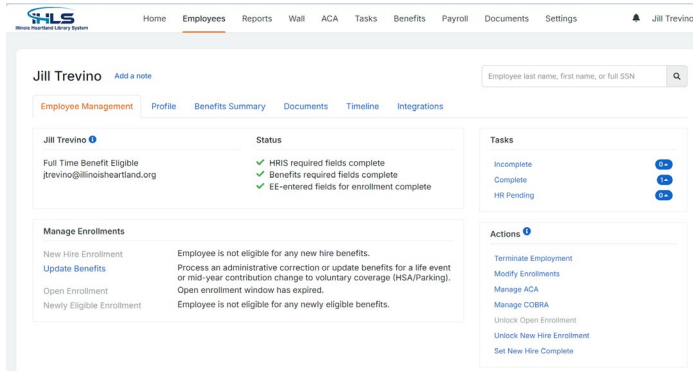 iHLS
Illinois Heartland Library System
Home Employees Reports Wall ACA Tasks Benefits Payroll Documents Settings Jill Trevino
Jill Trevino Add a note
Employee last name, first name, or full SSN
Employee Management Profile Benefits Summary Documents Timeline Integrations
Jill Trevino
Full Time Benefit Eligible
jtrevino@illinoisheartland.org
Status
HRIS required fields complete
Benefits required fields complete
EE-entered fields for enrollment complete
Tasks
Incomplete 0
Complete 1
HR Pending 0
Manage Enrollments
New Hire Enrollment Employee is not eligible for any new hire benefits.
Update Benefits Process an administrative correction or update benefits for a life event
or mid-year contribution change to voluntary coverage (HSA/Parking).
Open Enrollment Open enrollment window has expired.
Newly Eligible Enrollment Employee is not eligible for any newly eligible benefits.
Actions
Terminate Employment
Modify Enrollments
Manage ACA
Manage COBRA
Unlock Open Enrollment
Unlock New Hire Enrollment
Set New Hire Complete